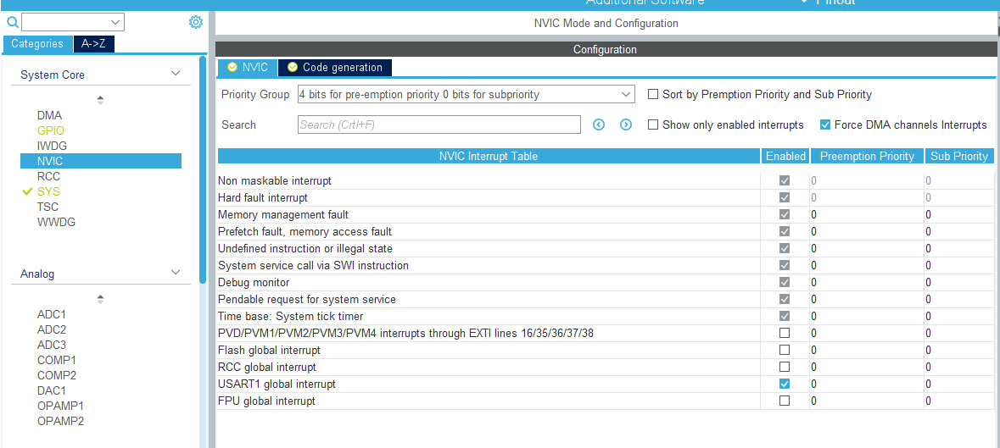 Additional Software
Pinout
NVIC Mode and Configuration
Categories
A->Z
Configuration
System Core
DMA
GPIO
IWDG
NVIC
RCC
SYS
TSC
WWDG
Analog
ADC1
ADC2
ADC3
COMP1
COMP2
DAC1
OPAMP1
OPAMP2
NVIC
Code generation
Priority Group
4 bits for pre-emption priority 0 bits for subpriority
Sort by Premption Priority and Sub Priority
Search
Search (CrtI+F)
Show only enabled interrupts
Force DMA channels Interrupts
NVIC Interrupt Table Enabled Preemption Priority Sub Priority
Non maskable interrupt 0 0
Hard fault interrupt 0 0
Memory management fault 0 0
Prefetch fault, memory access fault 0 0
Undefined instruction or illegal state 0 0
System service call via SWI instruction 0 0
Debug monitor 0 0
Pendable request for system service 0 0
Time base: System tick timer 0 0
PVD/PVM1/PVM2/PVM3/PVM4 interrupts through EXTI lines 16/35/36/37/38 0 0
Flash global interrupt 0 0
RCC global interrupt 0 0
USART1 global interrupt 0 0
FPU global interrupt 0 0